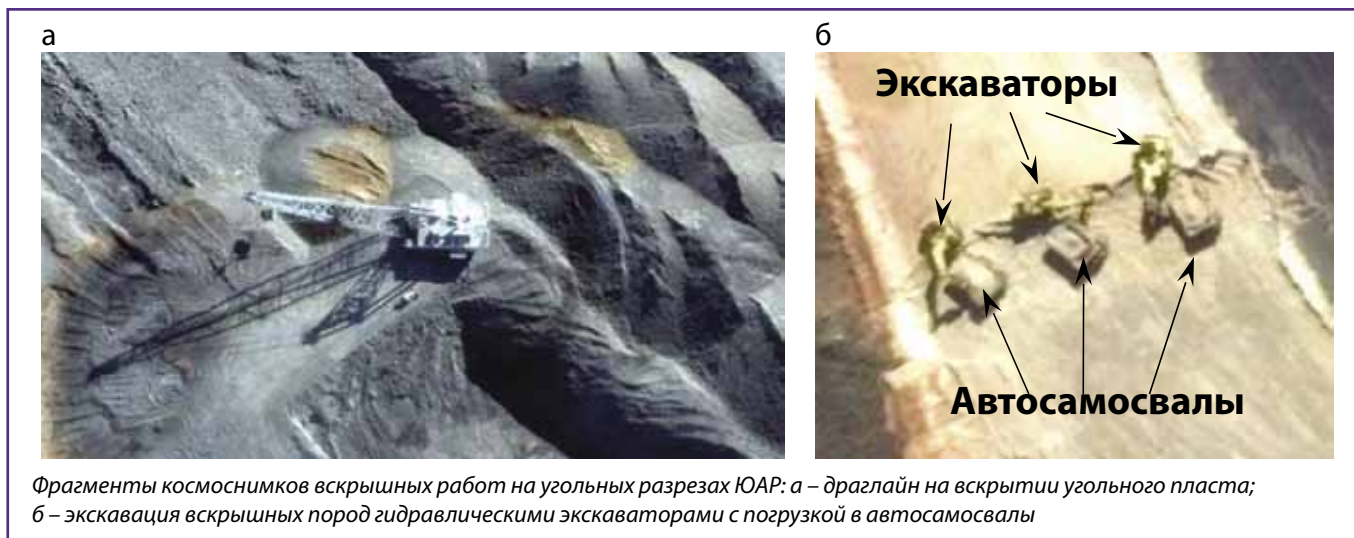 а
б
Экскаваторы
Автосамосвалы
Фрагменты космоснимков вскрышных работ на угольных разрезах ЮАР: а – драглайн на вскрытии угольного пласта;
б – экскавация вскрышных пород гидравлическими экскаваторами с погрузкой в автосамосвалы